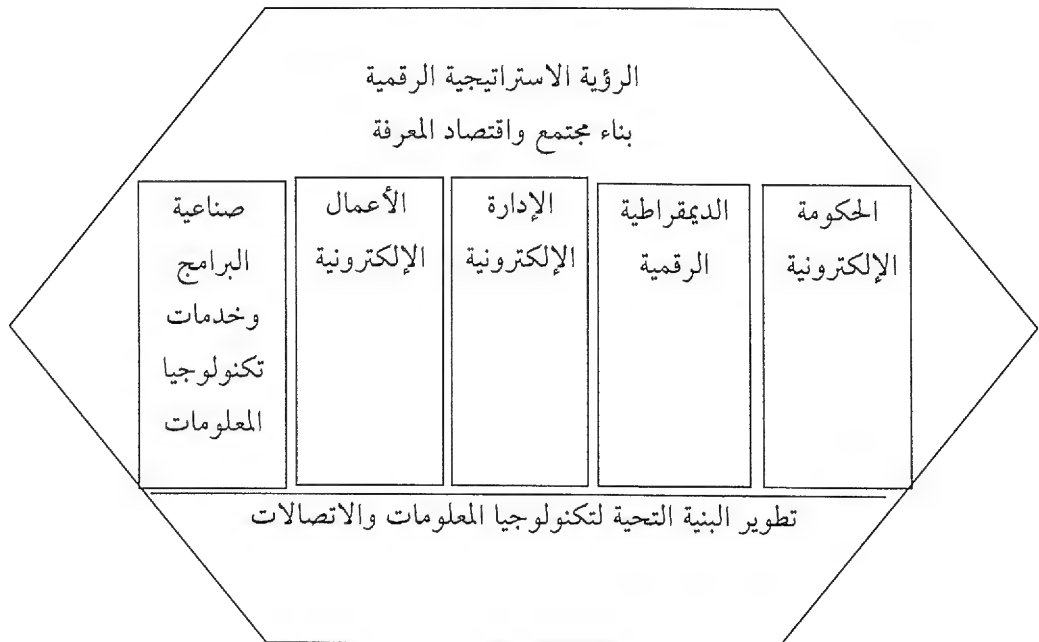 الرؤية الاستراتيجية الرقمية
بناء مجتمع واقتصاد المعرفة
الحكومة
الإلكترونية
الديمقراطية
الرقمية
الإدارة
الإلكترونية
الأعمال
الإلكترونية
صناعية
البرامج
وخدمات
تكنولوجيا
المعلومات
تطوير البنية التحية لتكنولوجيا المعلومات والاتصالات